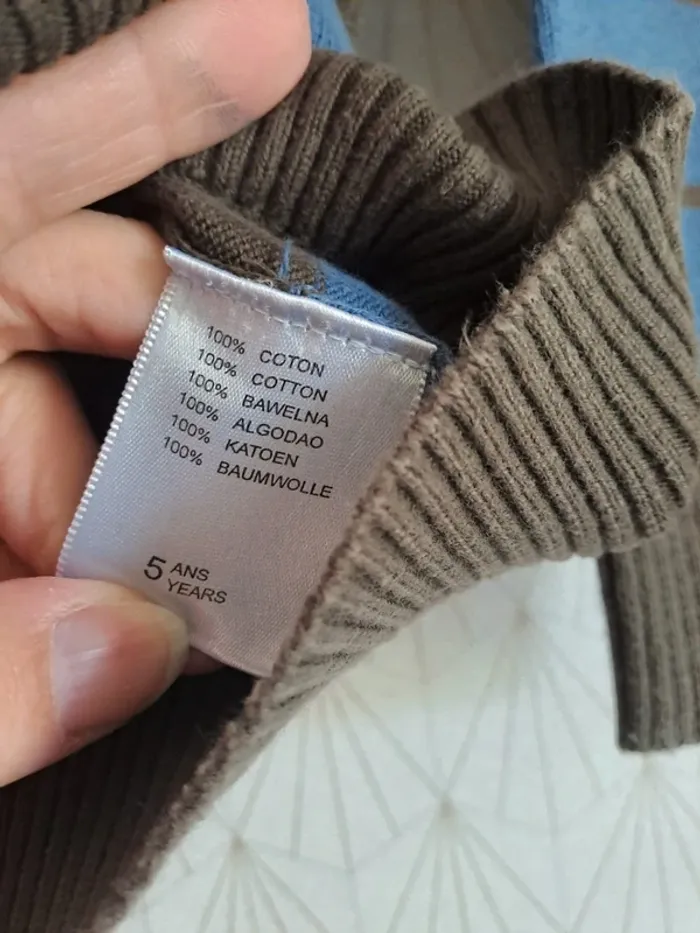 100% COTON
100% COTTON
100% BAWELNA
100% ALGODAO
100% KATOEN
100% BAUMWOLLE
5 ANS
YEARS